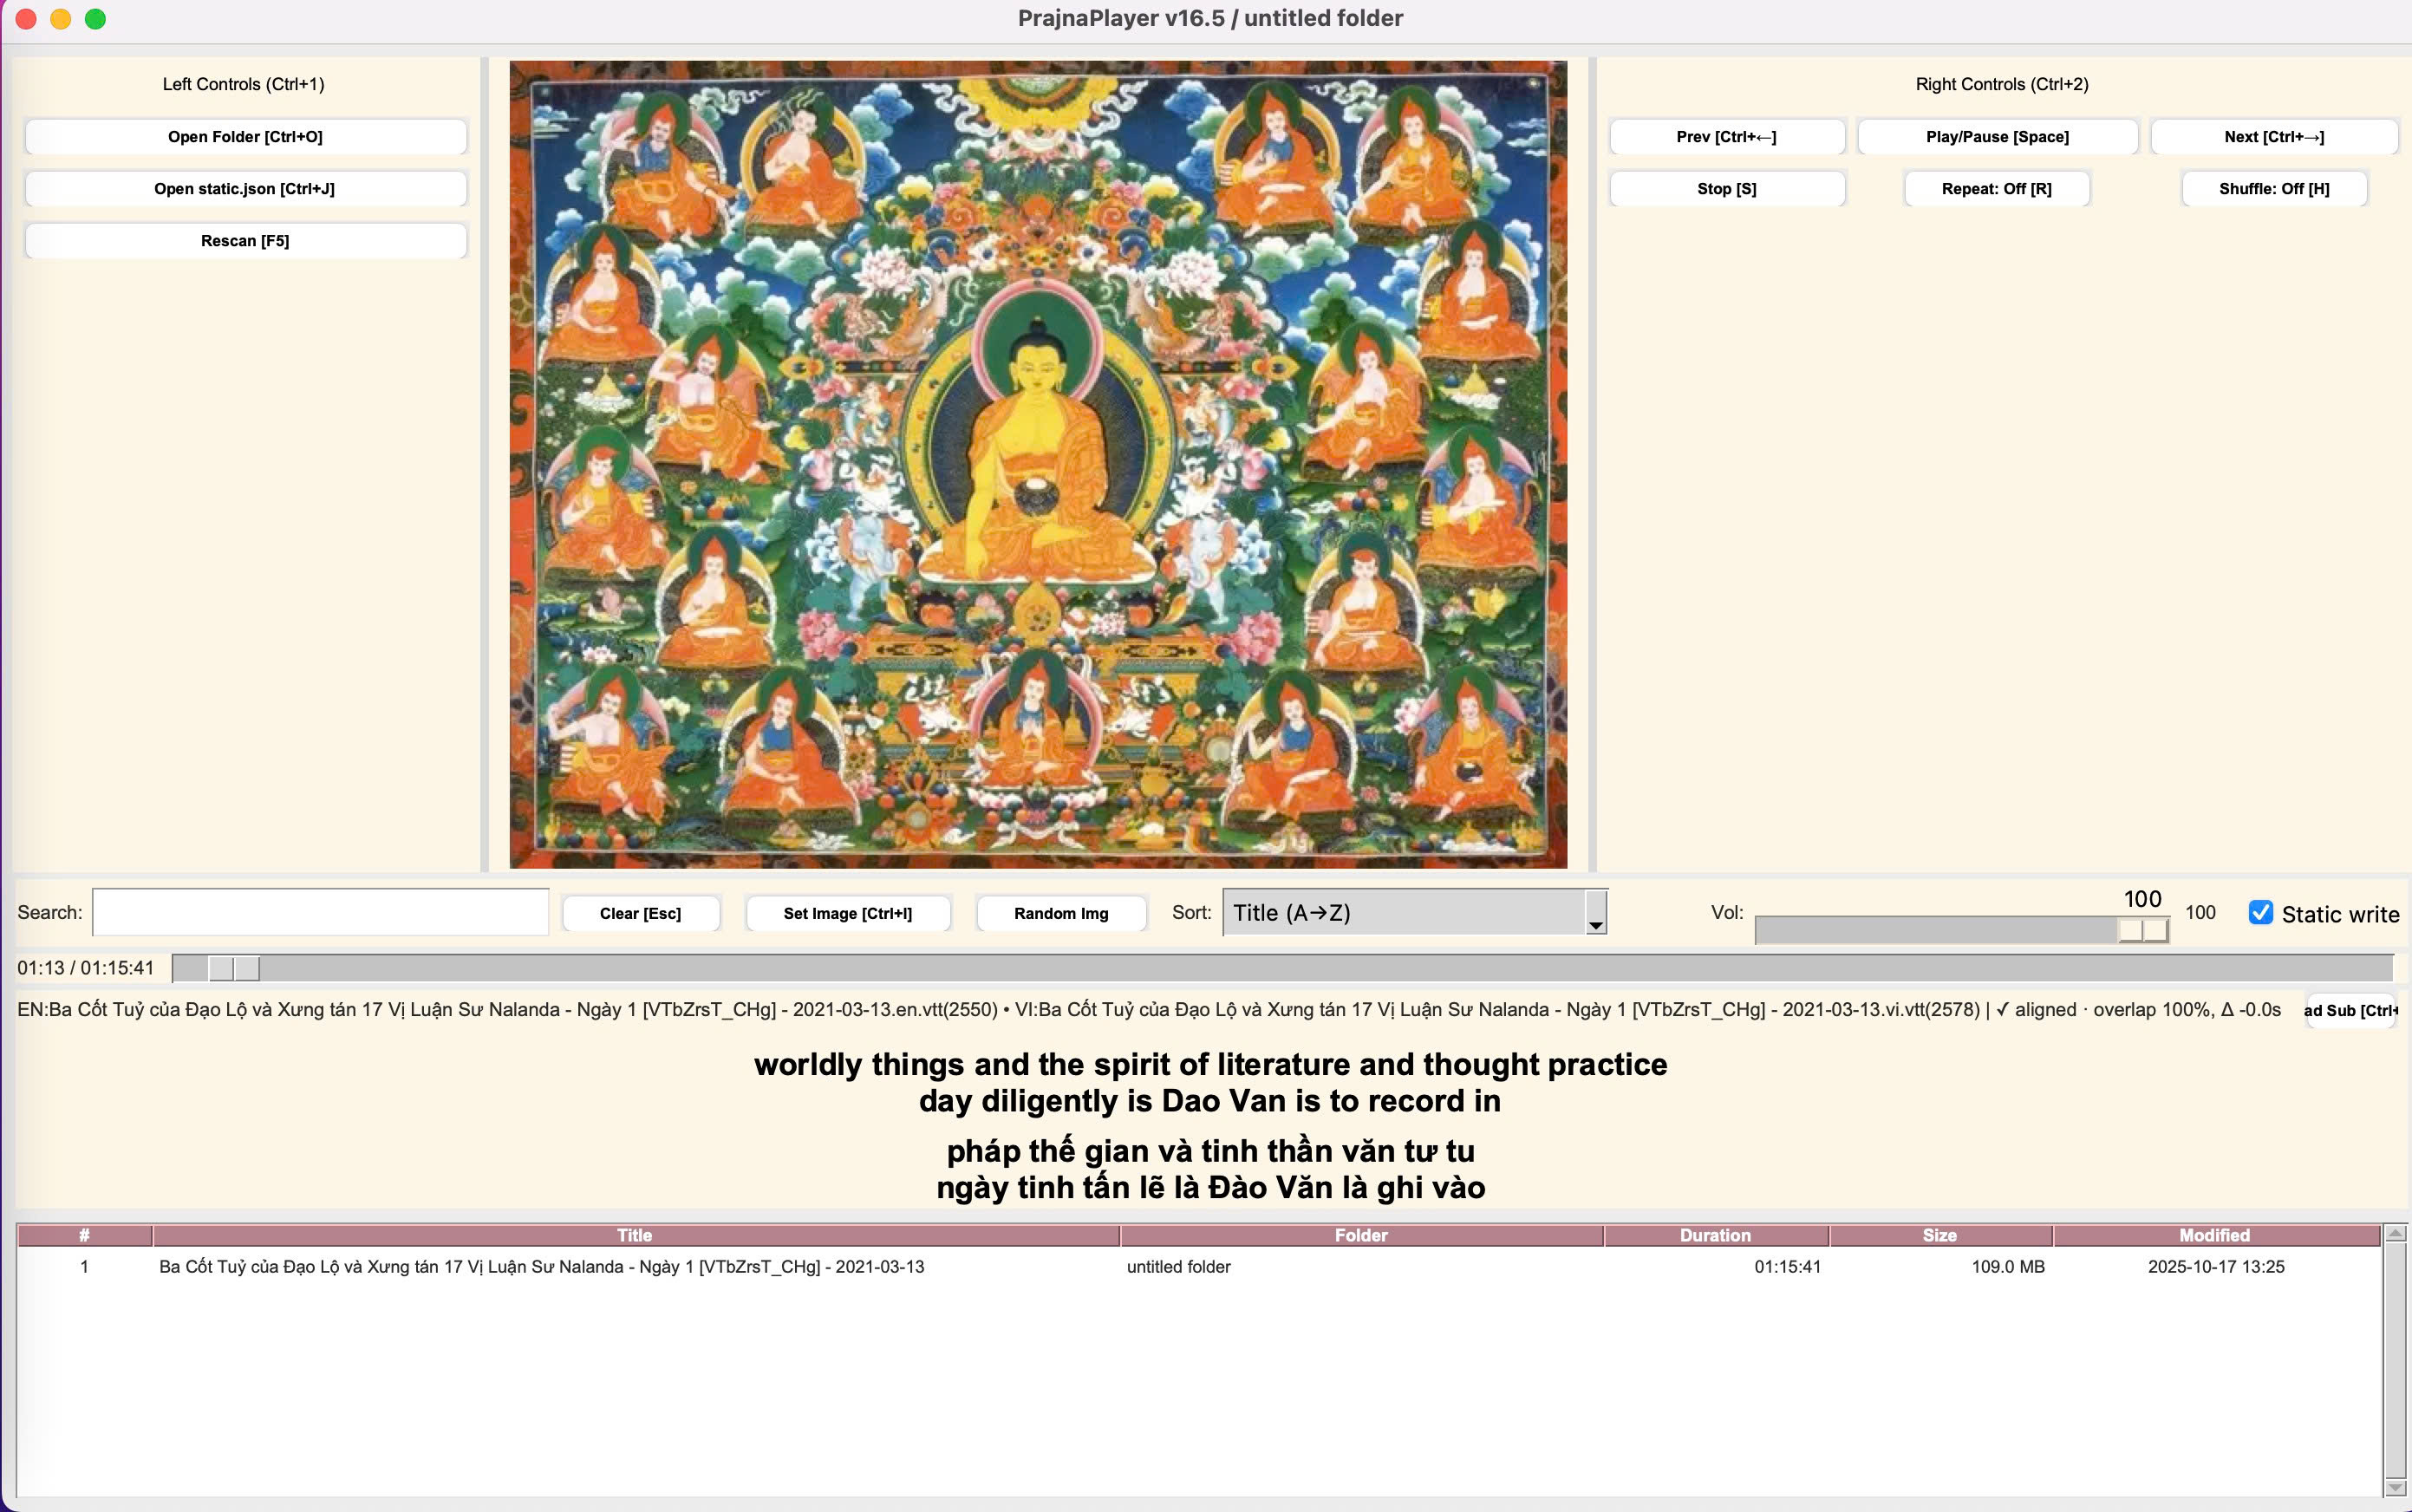 PrajnaPlayer v16.5 / untitled folder
Left Controls (Ctrl+1)
Open Folder [Ctrl+O]
Open static.json [Ctrl+J]
Rescan [F5]
Right Controls (Ctrl+2)
Prev [Ctrl+←] Play/Pause [Space] Next [Ctrl+→]
Stop [S] Repeat: Off [R] Shuffle: Off [H]
Search: Clear [Esc] Set Image [Ctrl+I] Random Img Sort: Title (A→Z) Vol: 100 100 Static write
01:13 / 01:15:41
EN:Ba Cốt Tuỷ của Đạo Lộ và Xưng tán 17 Vị Luận Sư Nalanda - Ngày 1 [VTbZrsT_CHg] - 2021-03-13.en.vtt(2550) • VI:Ba Cốt Tuỷ của Đạo Lộ và Xưng tán 17 Vị Luận Sư Nalanda - Ngày 1 [VTbZrsT_CHg] - 2021-03-13.vi.vtt(2578) | ✓ aligned · overlap 100%, Δ -0.0s ad Sub [Ctrl+
worldly things and the spirit of literature and thought practice
day diligently is Dao Van is to record in
pháp thế gian và tinh thần văn tư tu
ngày tinh tấn lẽ là Đào Văn là ghi vào
# Title Folder Duration Size Modified
1 Ba Cốt Tuỷ của Đạo Lộ và Xưng tán 17 Vị Luận Sư Nalanda - Ngày 1 [VTbZrsT_CHg] - 2021-03-13 untitled folder 01:15:41 109.0 MB 2025-10-17 13:25